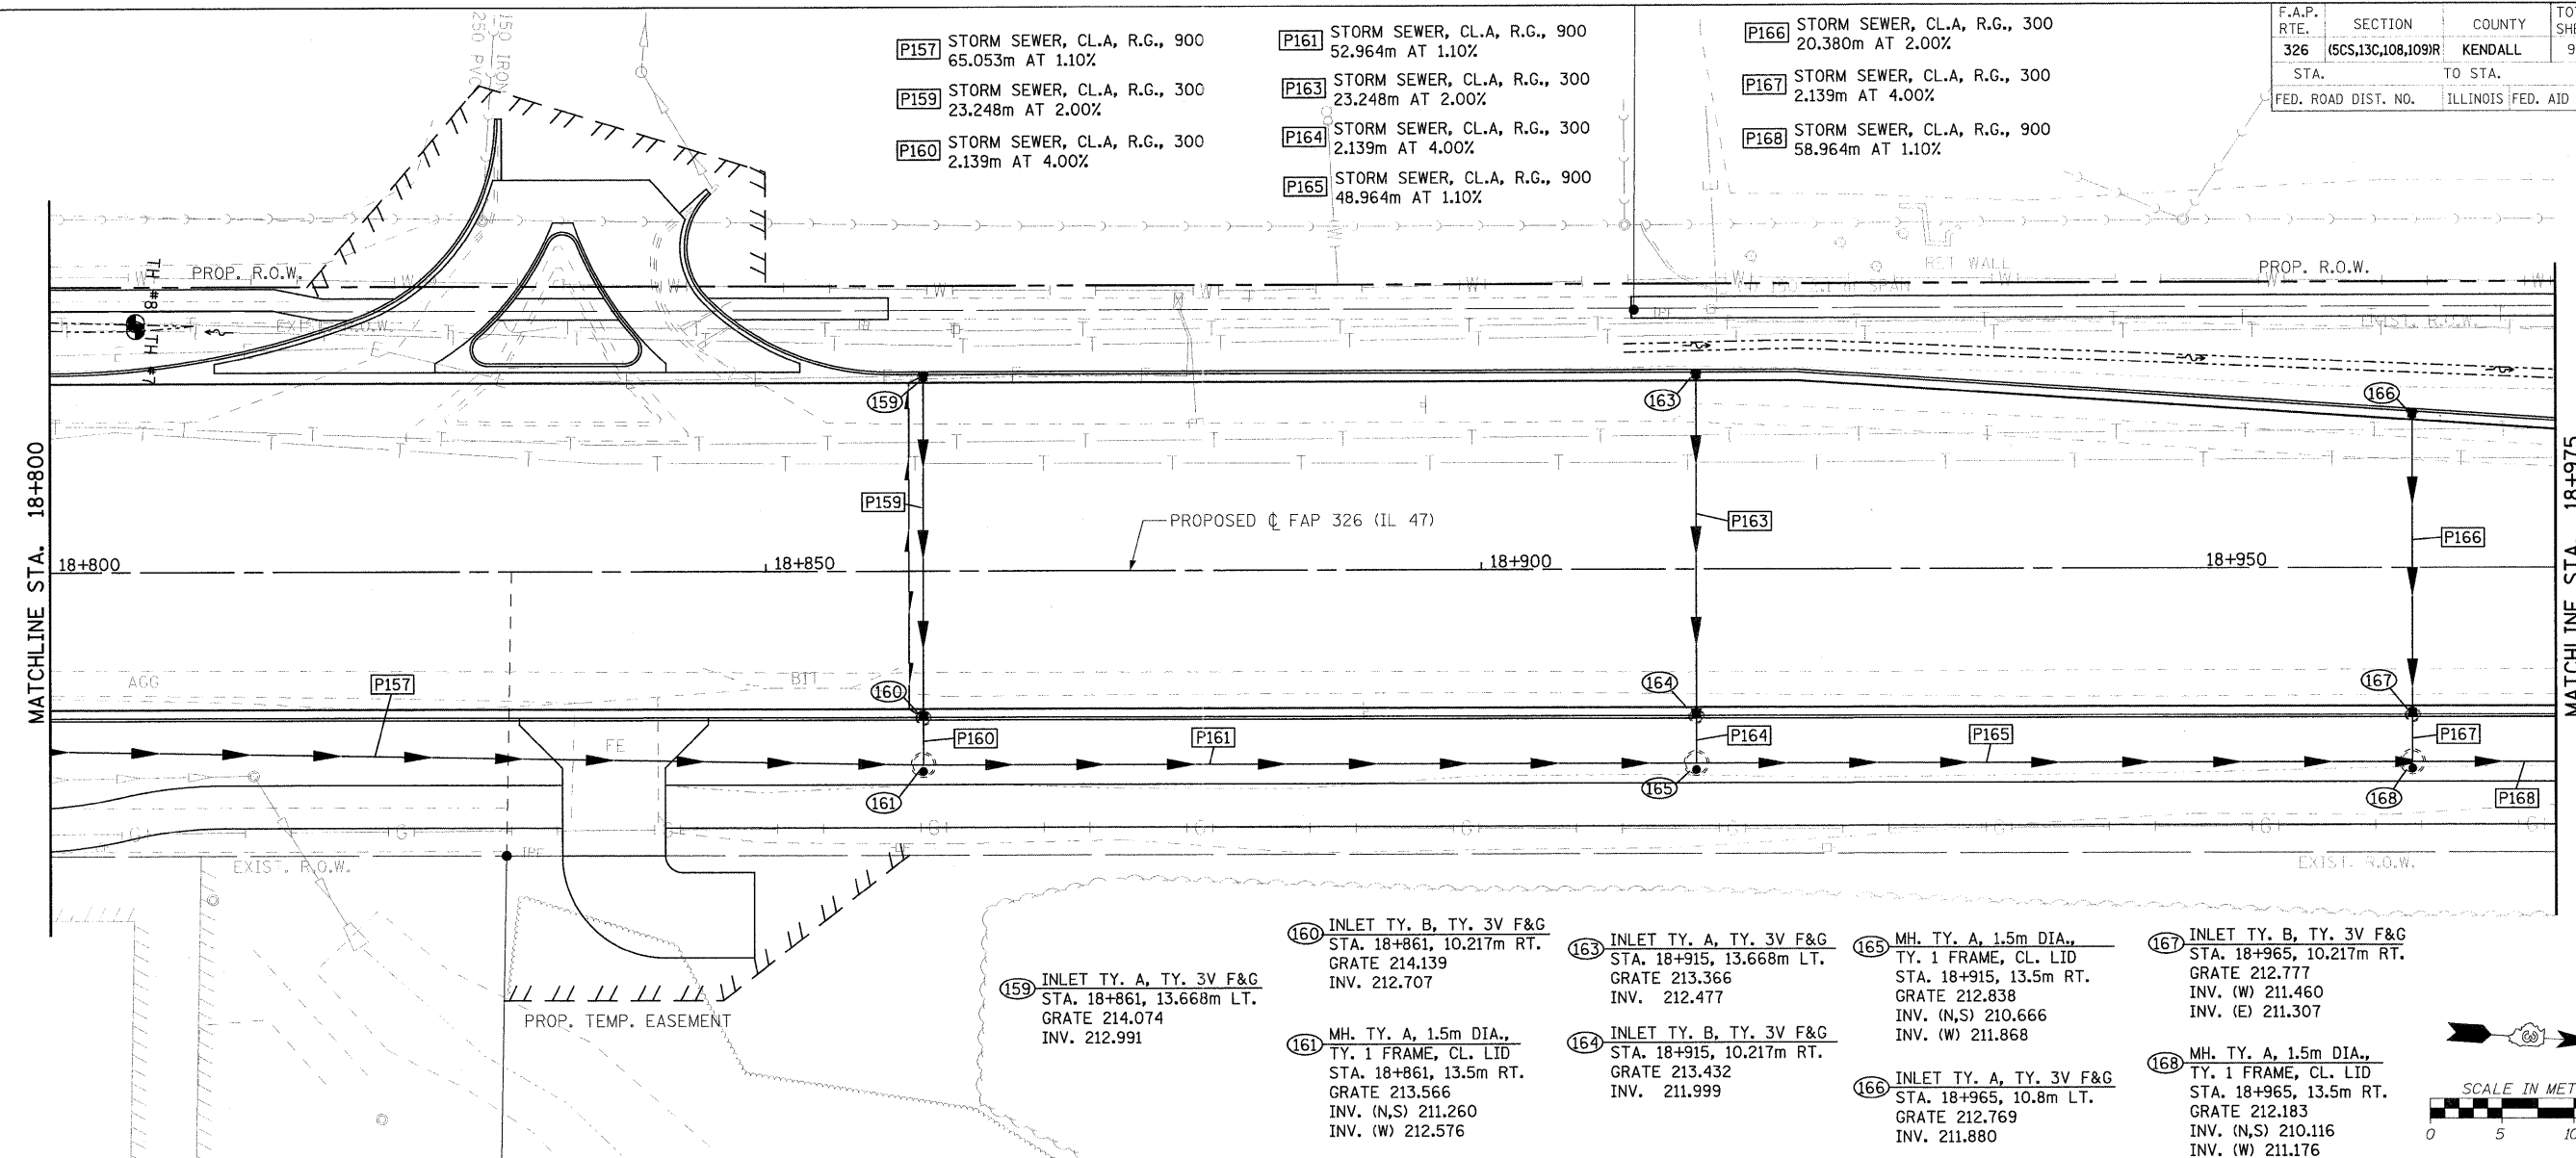 F.A.P. RTE. SECTION COUNTY
326 (5CS,13C,108,109)R KENDALL
STA. TO STA.
FED. ROAD DIST. NO. ILLINOIS FED. AID
P157 STORM SEWER, CL.A, R.G., 900
65.053m AT 1.10%
P159 STORM SEWER, CL.A, R.G., 300
23.248m AT 2.00%
P160 STORM SEWER, CL.A, R.G., 300
2.139m AT 4.00%
P161 STORM SEWER, CL.A, R.G., 900
52.964m AT 1.10%
P163 STORM SEWER, CL.A, R.G., 300
23.248m AT 2.00%
P164 STORM SEWER, CL.A, R.G., 300
2.139m AT 4.00%
P165 STORM SEWER, CL.A, R.G., 900
48.964m AT 1.10%
P166 STORM SEWER, CL.A, R.G., 300
20.380m AT 2.00%
P167 STORM SEWER, CL.A, R.G., 300
2.139m AT 4.00%
P168 STORM SEWER, CL.A, R.G., 900
58.964m AT 1.10%
150 IRON
250 PVC
TH #8
TH #7
PROP. R.O.W.
EXIST. R.O.W.
RET WALL
PROP. R.O.W.
EXIST. R.O.W.
IPF
159
163
166
MATCHLINE STA. 18+800
MATCHLINE STA. 18+975
P159
P163
P166
PROPOSED ℄ FAP 326 (IL 47)
18+800
18+850
18+900
18+950
AGG
BIT
FE
P157
160
164
167
P160
P161
P164
P165
P167
P168
161
165
168
EXIST. R.O.W.
IPF
EXIST. R.O.W.
PROP. TEMP. EASEMENT
159 INLET TY. A, TY. 3V F&G
STA. 18+861, 13.668m LT.
GRATE 214.074
INV. 212.991
160 INLET TY. B, TY. 3V F&G
STA. 18+861, 10.217m RT.
GRATE 214.139
INV. 212.707
161 MH. TY. A, 1.5m DIA.,
TY. 1 FRAME, CL. LID
STA. 18+861, 13.5m RT.
GRATE 213.566
INV. (N,S) 211.260
INV. (W) 212.576
163 INLET TY. A, TY. 3V F&G
STA. 18+915, 13.668m LT.
GRATE 213.366
INV. 212.477
164 INLET TY. B, TY. 3V F&G
STA. 18+915, 10.217m RT.
GRATE 213.432
INV. 211.999
165 MH. TY. A, 1.5m DIA.,
TY. 1 FRAME, CL. LID
STA. 18+915, 13.5m RT.
GRATE 212.838
INV. (N,S) 210.666
INV. (W) 211.868
166 INLET TY. A, TY. 3V F&G
STA. 18+965, 10.8m LT.
GRATE 212.769
INV. 211.880
167 INLET TY. B, TY. 3V F&G
STA. 18+965, 10.217m RT.
GRATE 212.777
INV. (W) 211.460
INV. (E) 211.307
168 MH. TY. A, 1.5m DIA.,
TY. 1 FRAME, CL. LID
STA. 18+965, 13.5m RT.
GRATE 212.183
INV. (N,S) 210.116
INV. (W) 211.176
SCALE IN MET
0 5 10